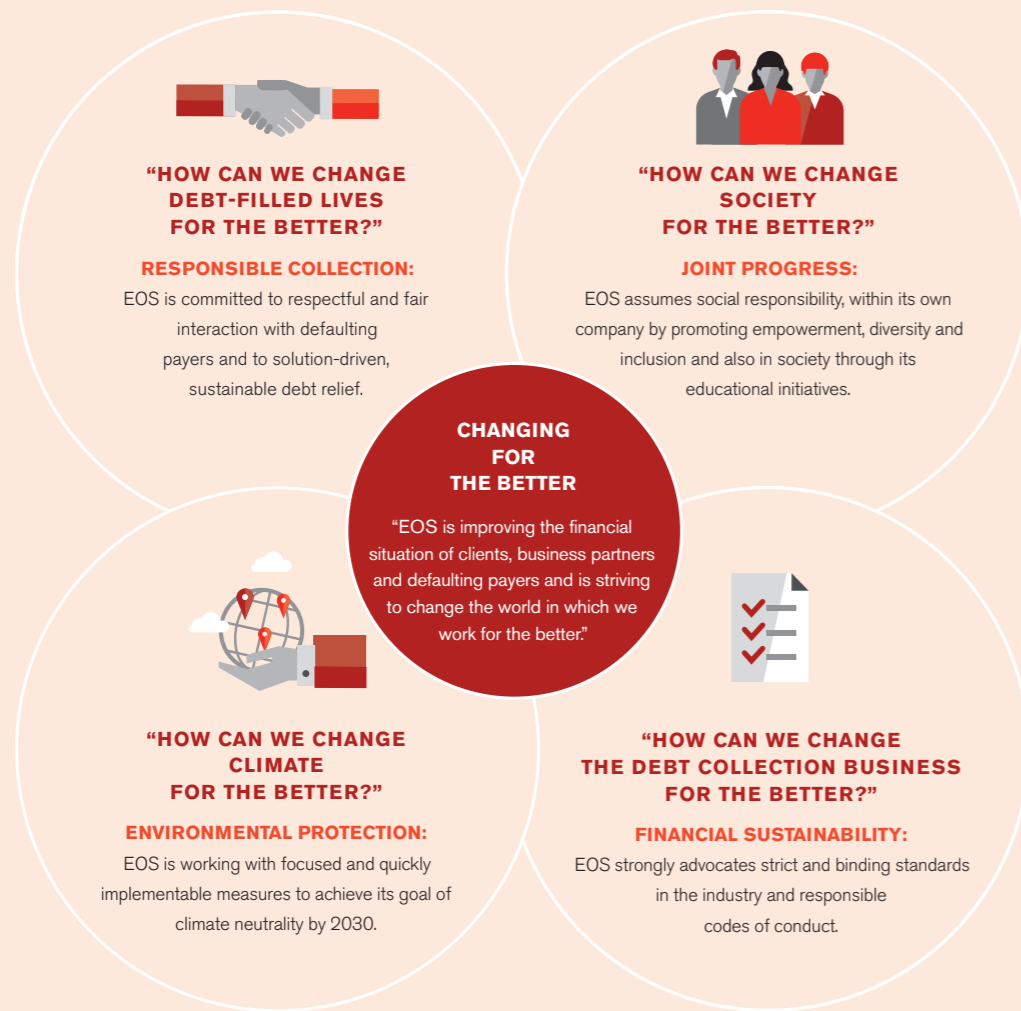 “HOW CAN WE CHANGE
DEBT-FILLED LIVES
FOR THE BETTER?”
RESPONSIBLE COLLECTION:
EOS is committed to respectful and fair
interaction with defaulting
payers and to solution-driven,
sustainable debt relief.
“HOW CAN WE CHANGE
SOCIETY
FOR THE BETTER?”
JOINT PROGRESS:
EOS assumes social responsibility, within its own
company by promoting empowerment, diversity and
inclusion and also in society through its
educational initiatives.
CHANGING
FOR
THE BETTER
“EOS is improving the financial
situation of clients, business partners
and defaulting payers and is striving
to change the world in which we
work for the better.”
“HOW CAN WE CHANGE
CLIMATE
FOR THE BETTER?”
ENVIRONMENTAL PROTECTION:
EOS is working with focused and quickly
implementable measures to achieve its goal of
climate neutrality by 2030.
“HOW CAN WE CHANGE
THE DEBT COLLECTION BUSINESS
FOR THE BETTER?”
FINANCIAL SUSTAINABILITY:
EOS strongly advocates strict and binding standards
in the industry and responsible
codes of conduct.